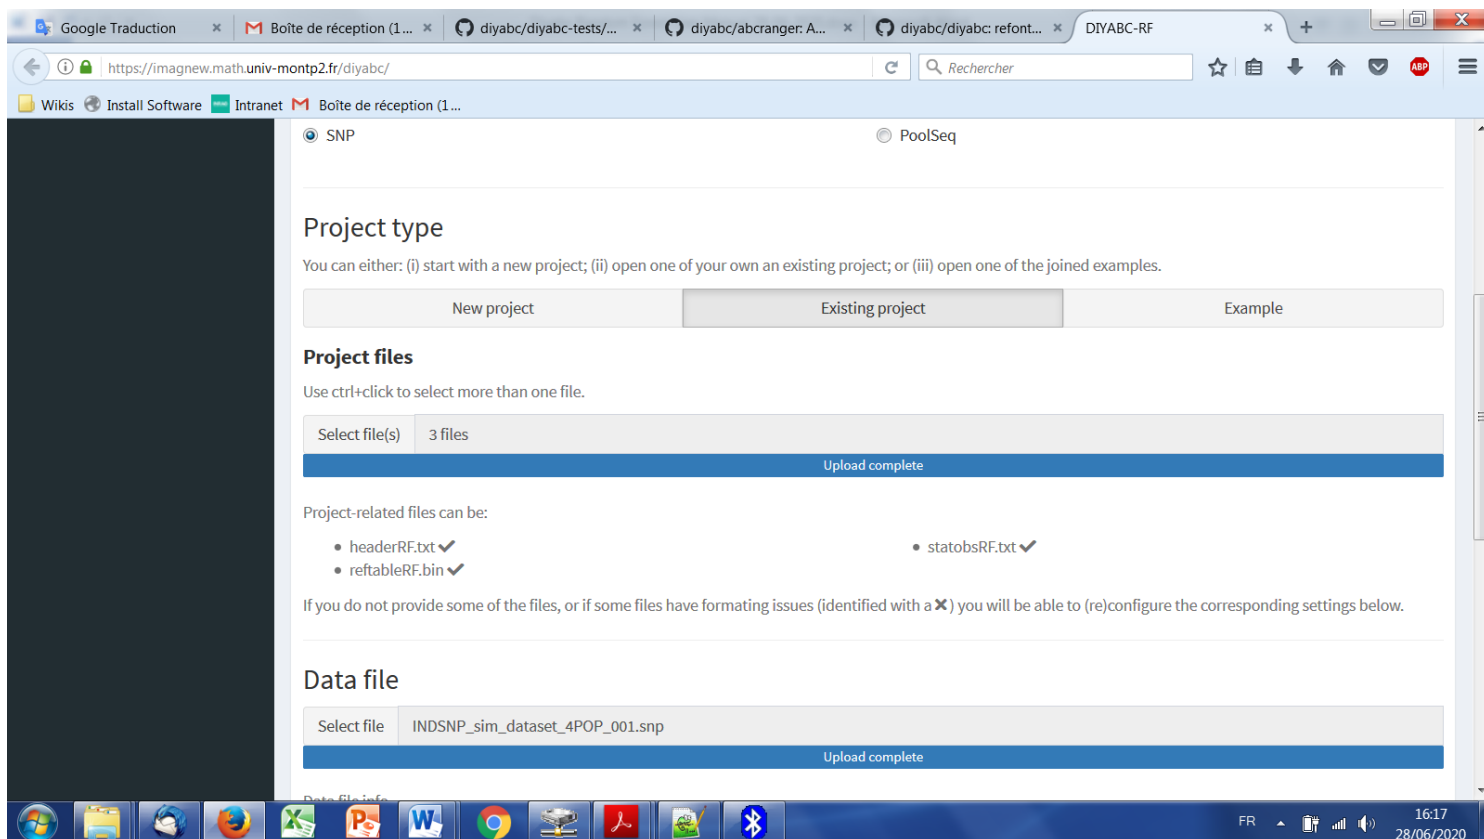 Google Traduction
Boîte de réception (1...
diyabc/diyabc-tests/...
diyabc/abcranger: A...
diyabc/diyabc: refont...
DIYABC-RF
https://imagnew.math.univ-montp2.fr/diyabc/
Rechercher
ABP
Wikis Install Software Intranet Boîte de réception (1...
SNP PoolSeq
Project type
You can either: (i) start with a new project; (ii) open one of your own an existing project; or (iii) open one of the joined examples.
New project Existing project Example
Project files
Use ctrl+click to select more than one file.
Select file(s) 3 files
Upload complete
Project-related files can be:
• headerRF.txt ✔ • statobsRF.txt ✔
• reftableRF.bin ✔
If you do not provide some of the files, or if some files have formating issues (identified with a ✖) you will be able to (re)configure the corresponding settings below.
Data file
Select file INDSNP_sim_dataset_4POP_001.snp
Upload complete
Data file info
FR 16:17
28/06/2020